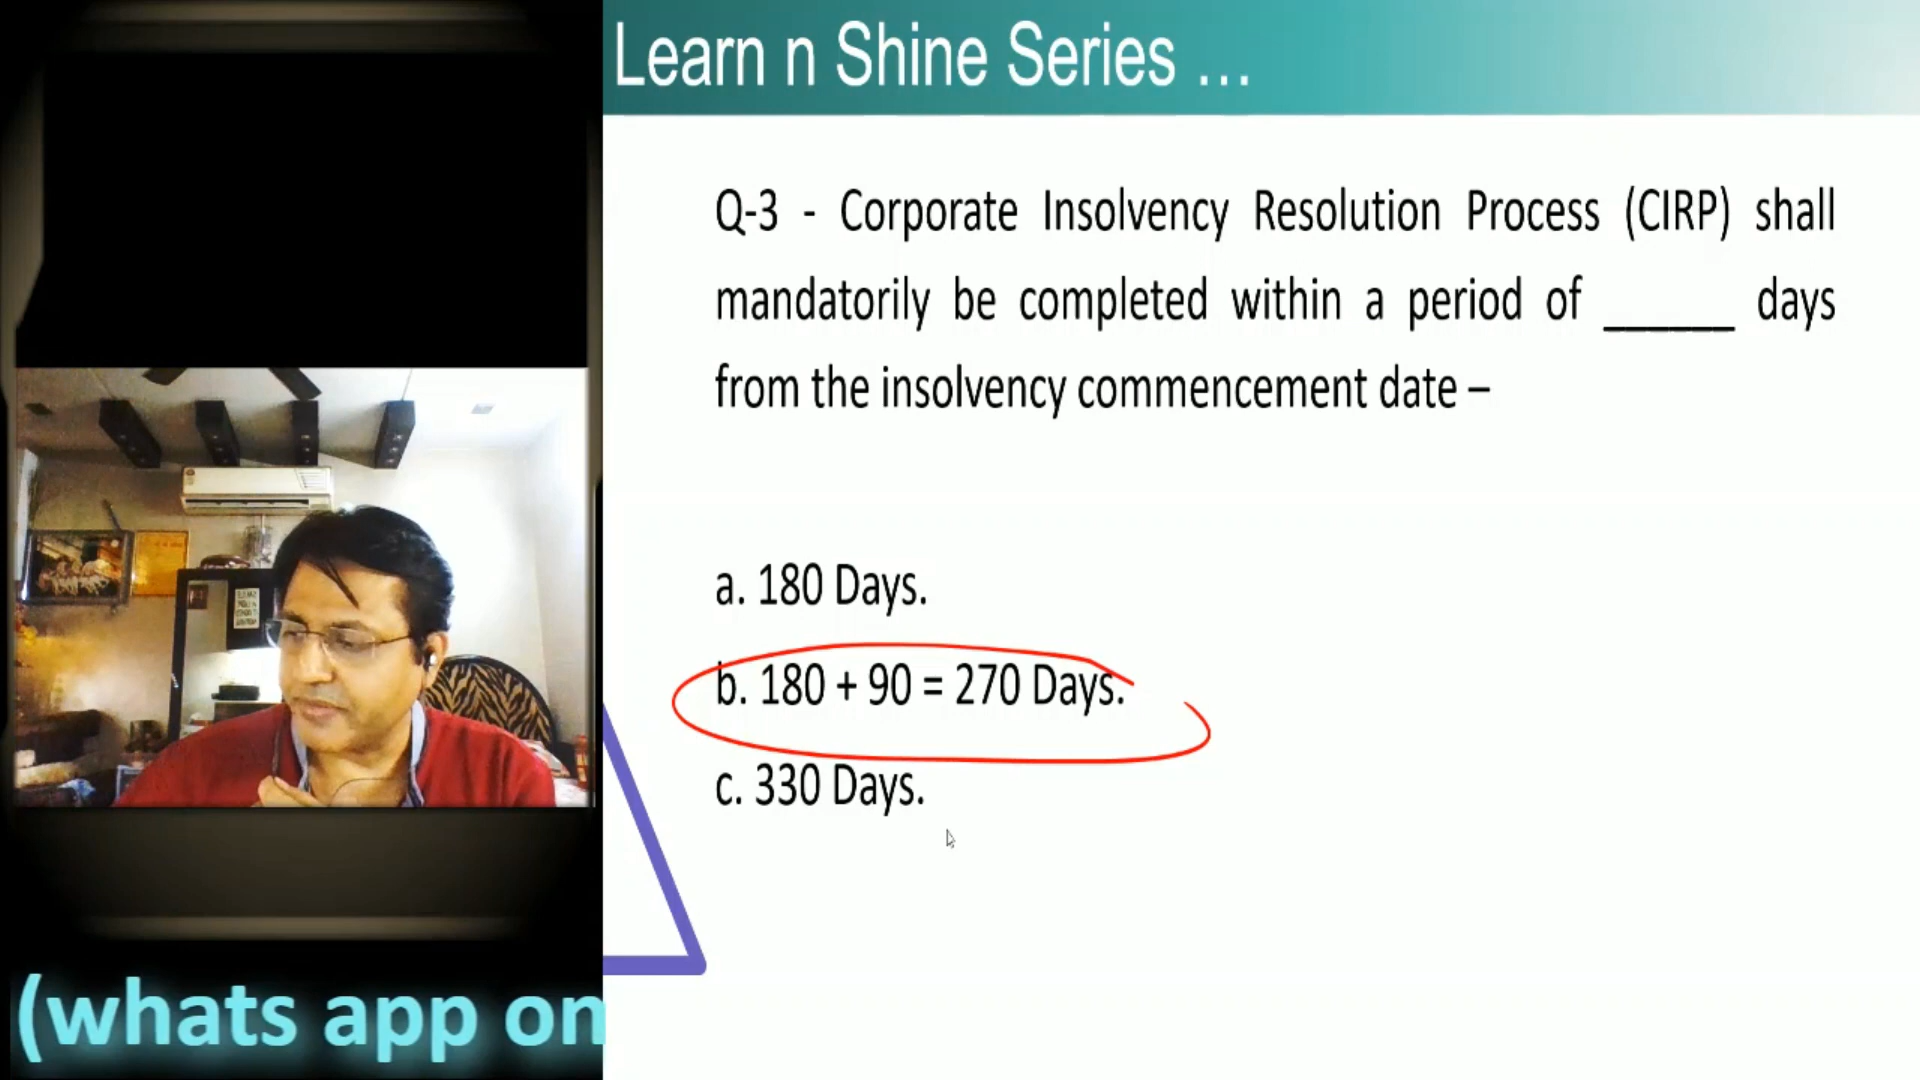 Learn n Shine Series ...
Q-3 - Corporate Insolvency Resolution Process (CIRP) shall
mandatorily be completed within a period of ______ days
from the insolvency commencement date –
a. 180 Days.
b. 180 + 90 = 270 Days.
c. 330 Days.
(whats app on